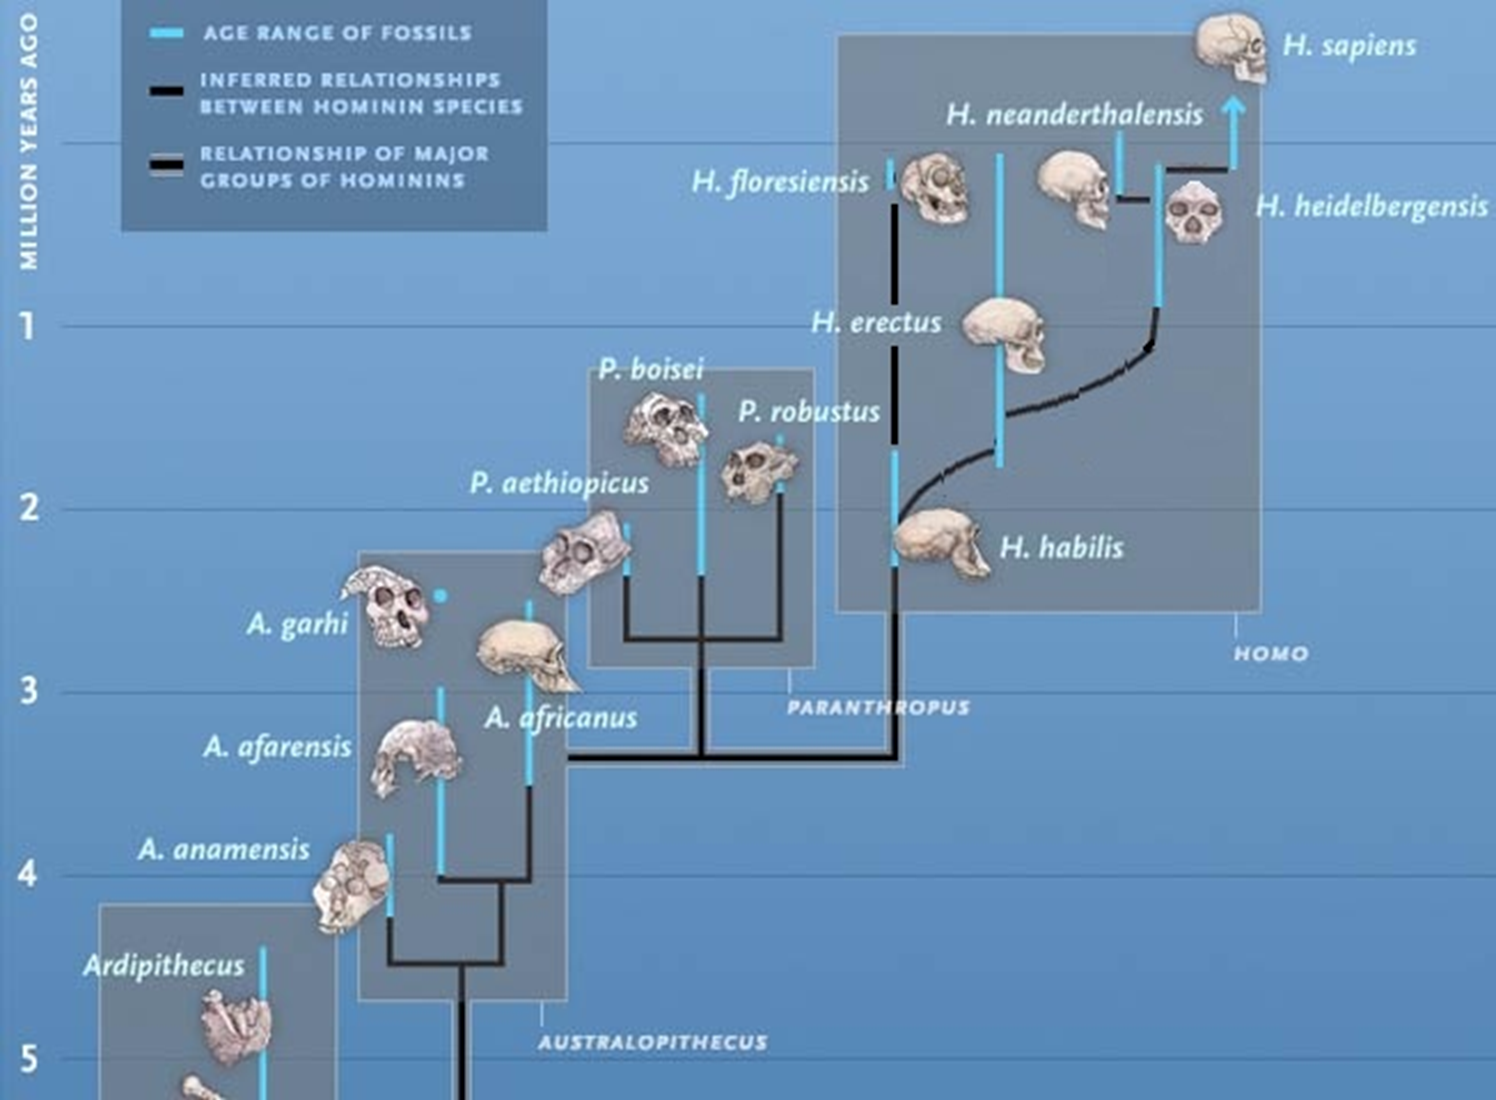 MILLION YEARS AGO
AGE RANGE OF FOSSILS
INFERRED RELATIONSHIPS
BETWEEN HOMININ SPECIES
RELATIONSHIP OF MAJOR
GROUPS OF HOMININS
H. sapiens
H. neanderthalensis
H. floresiensis
H. heidelbergensis
1
H. erectus
P. boisei
P. robustus
2
P. aethiopicus
H. habilis
A. garhi
HOMO
3
PARANTHROPUS
A. africanus
A. afarensis
A. anamensis
4
Ardipithecus
AUSTRALOPITHECUS
5